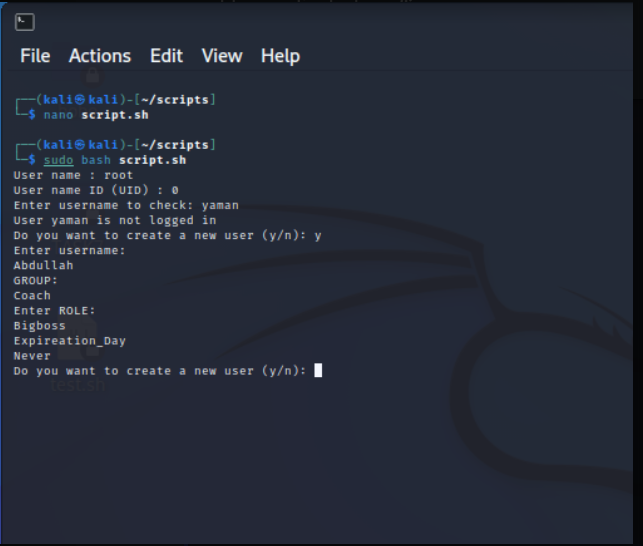 File Actions Edit View Help
┌──(kali㉿kali)-[~/scripts]
└─$ nano script.sh
┌──(kali㉿kali)-[~/scripts]
└─$ sudo bash script.sh
User name : root
User name ID (UID) : 0
Enter username to check: yaman
User yaman is not logged in
Do you want to create a new user (y/n): y
Enter username:
Abdullah
GROUP:
Coach
Enter ROLE:
Bigboss
Expireation_Day
Never
Do you want to create a new user (y/n):
test.sh